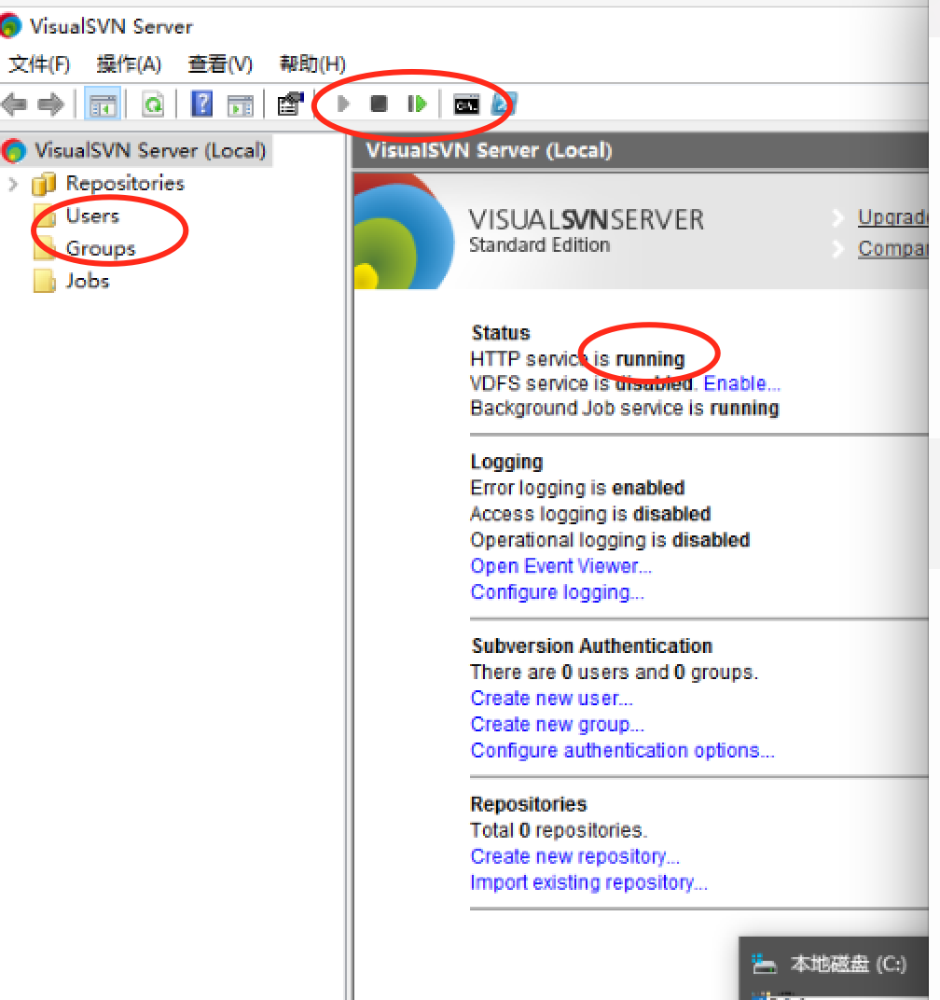 VisualSVN Server
文件(F) 操作(A) 查看(V) 帮助(H)
C:\.
VisualSVN Server (Local)
Repositories
Users
Groups
Jobs
VisualSVN Server (Local)
VISUALSVNSERVER
Standard Edition
Upgrade
Compar
Status
HTTP service is running
VDFS service is disabled. Enable...
Background Job service is running
Logging
Error logging is enabled
Access logging is disabled
Operational logging is disabled
Open Event Viewer...
Configure logging...
Subversion Authentication
There are 0 users and 0 groups.
Create new user...
Create new group...
Configure authentication options...
Repositories
Total 0 repositories.
Create new repository...
Import existing repository...
本地磁盘 (C:)